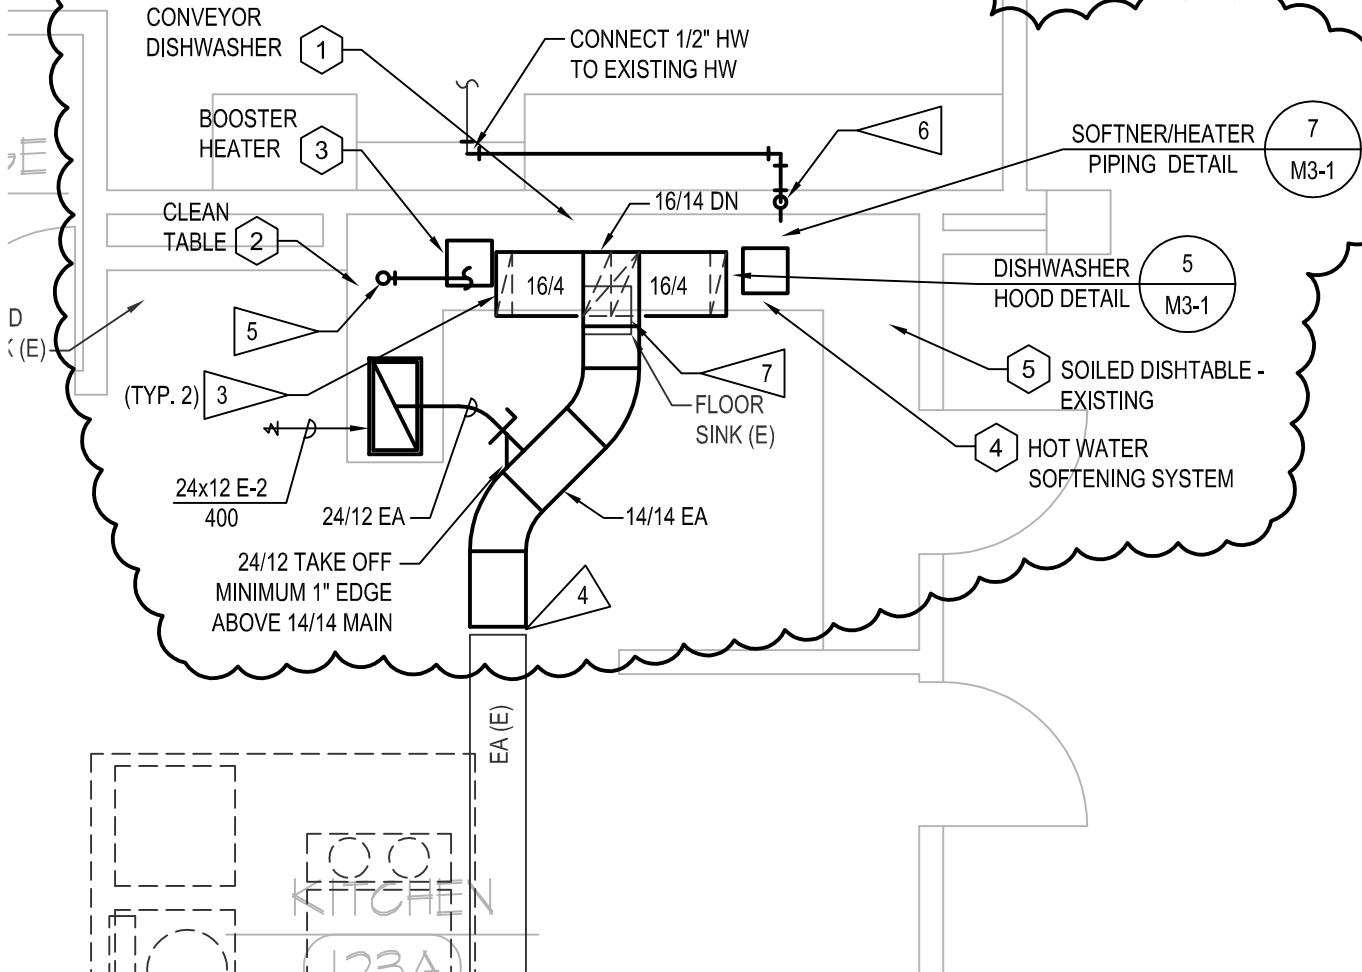 CONVEYOR
DISHWASHER
1
CONNECT 1/2" HW
TO EXISTING HW
BOOSTER
HEATER
3
6
SOFTNER/HEATER
PIPING DETAIL
7
M3-1
CLEAN
TABLE
2
16/14 DN
16/4
16/4
DISHWASHER
HOOD DETAIL
5
M3-1
5
D
(E)
(TYP. 2)
3
7
FLOOR
SINK (E)
5
SOILED DISHTABLE -
EXISTING
4
HOT WATER
SOFTENING SYSTEM
24x12 E-2
400
24/12 EA
14/14 EA
24/12 TAKE OFF
MINIMUM 1" EDGE
ABOVE 14/14 MAIN
4
EA (E)
KITCHEN
123A